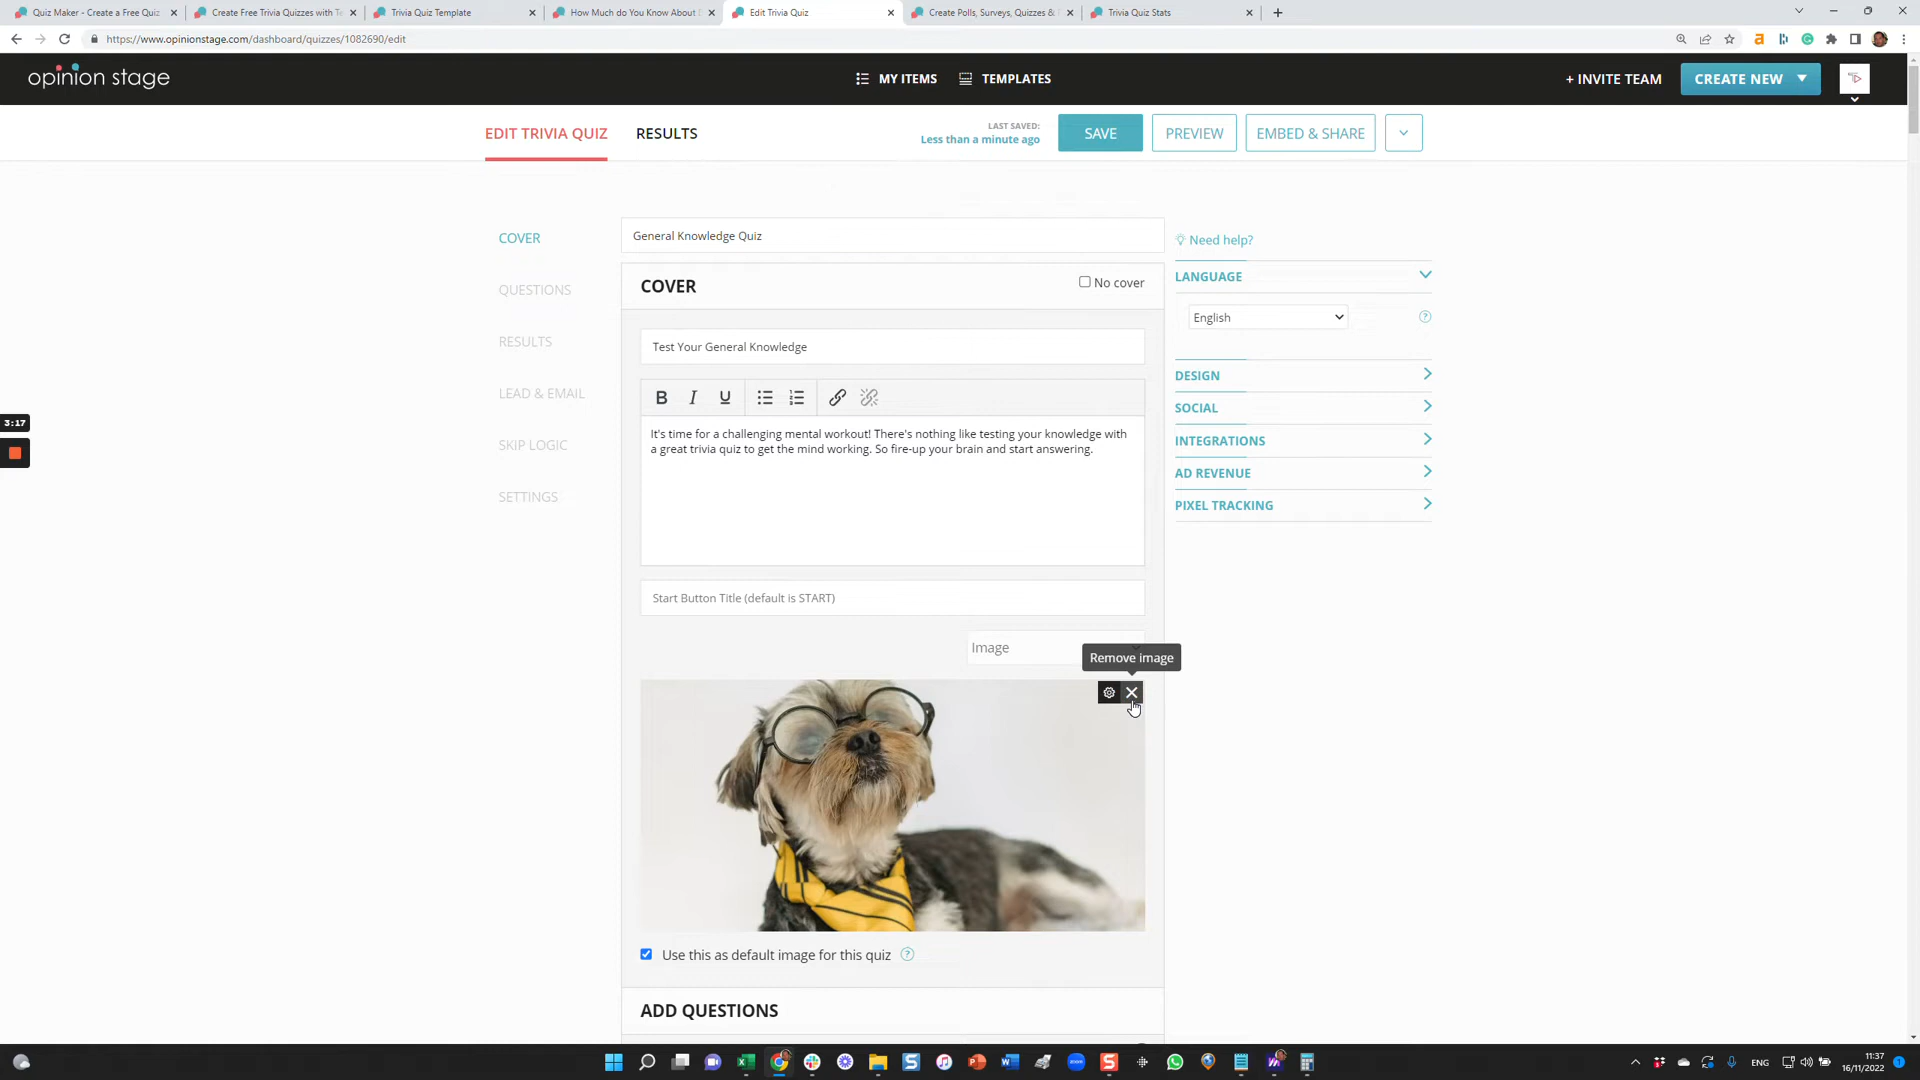 Quiz Maker - Create a Free Quiz
Create Free Trivia Quizzes with Te
Trivia Quiz Template
How Much do You Know About
Edit Trivia Quiz
Create Polls, Surveys, Quizzes &
Trivia Quiz Stats
https://www.opinionstage.com/dashboard/quizzes/1082690/edit
opinion stage
MY ITEMS
TEMPLATES
+ INVITE TEAM
CREATE NEW
EDIT TRIVIA QUIZ
RESULTS
LAST SAVED:
Less than a minute ago
SAVE
PREVIEW
EMBED & SHARE
COVER
QUESTIONS
RESULTS
LEAD & EMAIL
SKIP LOGIC
SETTINGS
3:17
General Knowledge Quiz
COVER
No cover
Test Your General Knowledge
B I U
It's time for a challenging mental workout! There's nothing like testing your knowledge with
a great trivia quiz to get the mind working. So fire-up your brain and start answering.
Start Button Title (default is START)
Image
Remove image
Use this as default image for this quiz ?
ADD QUESTIONS
Need help?
LANGUAGE
English
?
DESIGN
SOCIAL
INTEGRATIONS
AD REVENUE
PIXEL TRACKING
ENG
11:37
16/11/2022